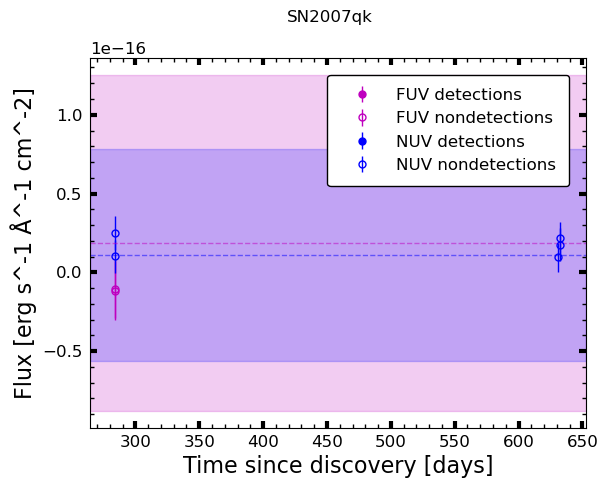 SN2007qk
1e−16
1.0
0.5
0.0
−0.5
Flux [erg s^-1 Å^-1 cm^-2]
FUV detections
FUV nondetections
NUV detections
NUV nondetections
300 350 400 450 500 550 600 650
Time since discovery [days]